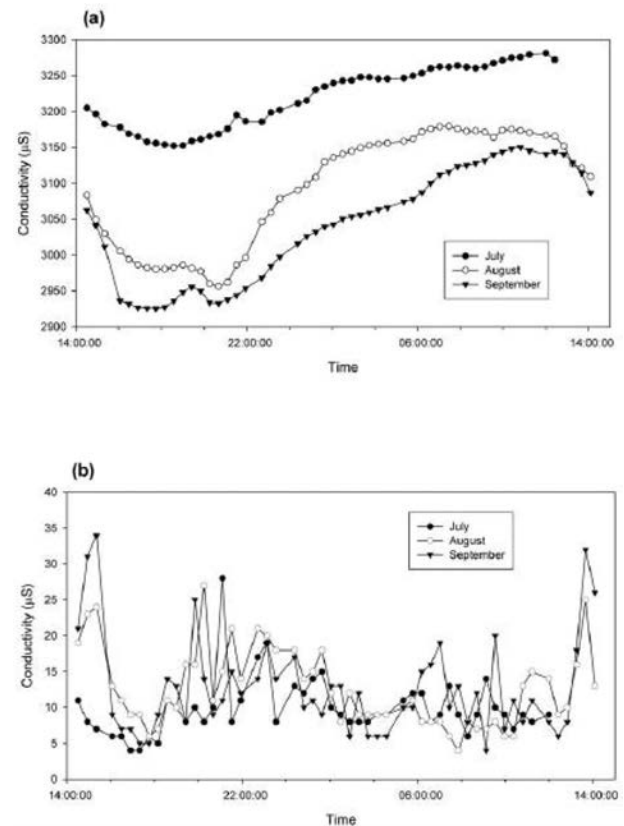 (a)
3300
3250
3200
3150
3100
3050
3000
2950
2900
Conductivity (μS)
July
August
September
14:00:00 22:00:00 06:00:00 14:00:00
Time
(b)
40
35
30
25
20
15
10
5
0
Conductivity (μS)
July
August
September
14:00:00 22:00:00 06:00:00 14:00:00
Time